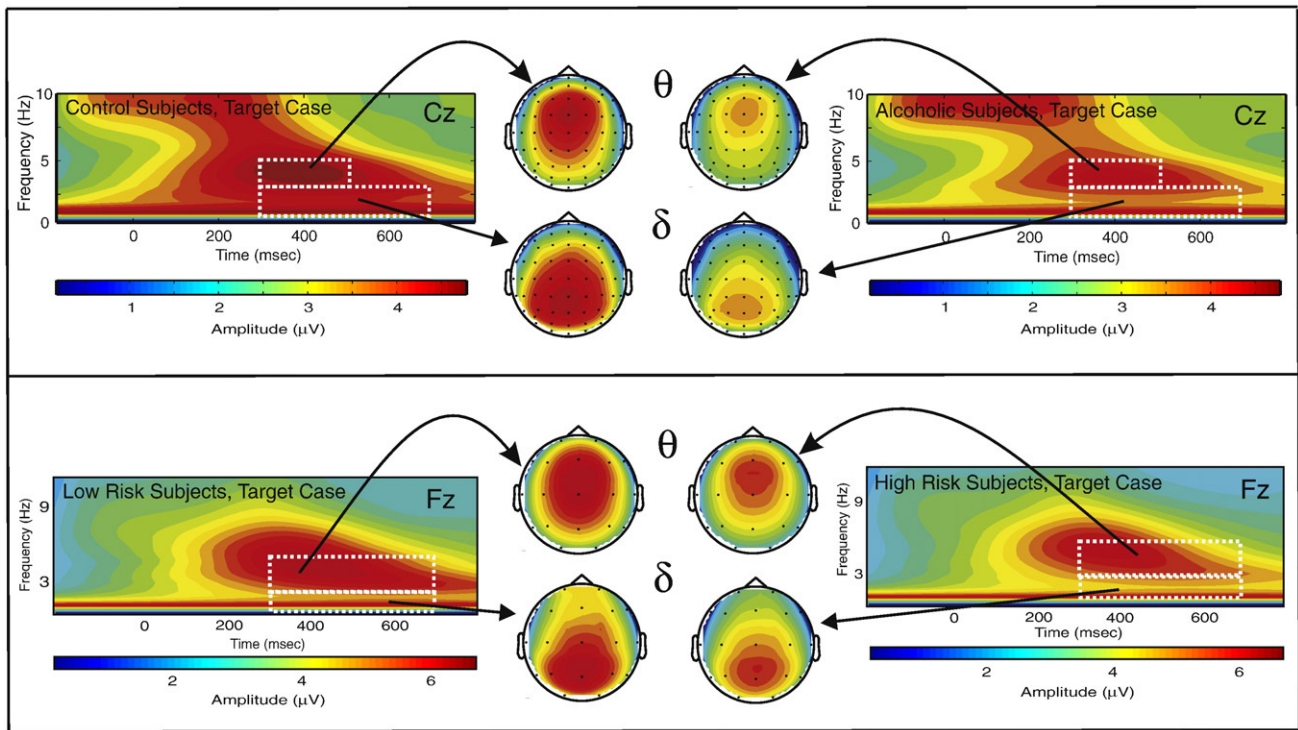 Control Subjects, Target Case Cz
Frequency (Hz)
10
5
0
0 200 400 600
Time (msec)
1 2 3 4
Amplitude (μV)
θ
δ
Alcoholic Subjects, Target Case Cz
Frequency (Hz)
10
5
0
0 200 400 600
Time (msec)
1 2 3 4
Amplitude (μV)
Low Risk Subjects, Target Case Fz
Frequency (Hz)
9
3
0 200 400 600
Time (msec)
2 4 6
Amplitude (μV)
θ
δ
High Risk Subjects, Target Case Fz
Frequency (Hz)
9
3
0 200 400 600
Time (msec)
2 4 6
Amplitude (μV)